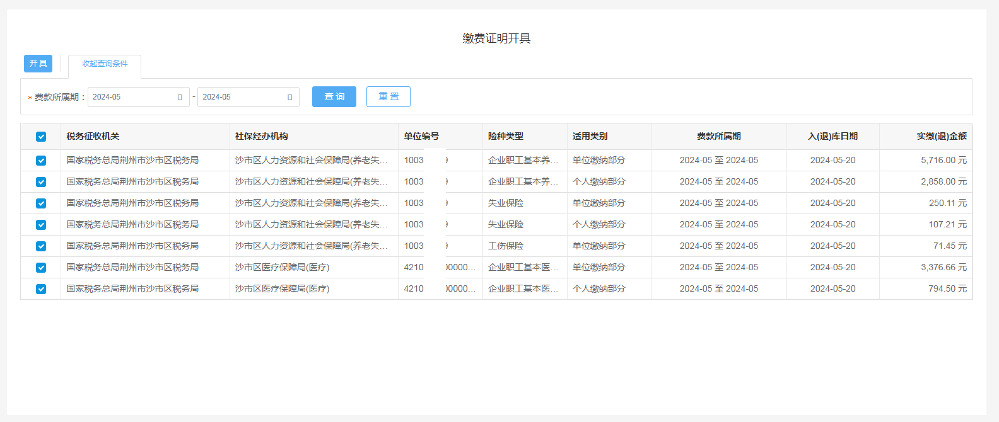 缴费证明开具
开具 收起查询条件
* 费款所属期： 2024-05 - 2024-05 查询 重置
税务征收机关 社保经办机构 单位编号 险种类型 适用类别 费款所属期 入(退)库日期 实缴(退)金额
国家税务总局荆州市沙市区税务局 沙市区人力资源和社会保障局(养老失... 1003 9 企业职工基本养... 单位缴纳部分 2024-05 至 2024-05 2024-05-20 5,716.00 元
国家税务总局荆州市沙市区税务局 沙市区人力资源和社会保障局(养老失... 1003 9 企业职工基本养... 个人缴纳部分 2024-05 至 2024-05 2024-05-20 2,858.00 元
国家税务总局荆州市沙市区税务局 沙市区人力资源和社会保障局(养老失... 1003 9 失业保险 单位缴纳部分 2024-05 至 2024-05 2024-05-20 250.11 元
国家税务总局荆州市沙市区税务局 沙市区人力资源和社会保障局(养老失... 1003 9 失业保险 个人缴纳部分 2024-05 至 2024-05 2024-05-20 107.21 元
国家税务总局荆州市沙市区税务局 沙市区人力资源和社会保障局(养老失... 1003 9 工伤保险 单位缴纳部分 2024-05 至 2024-05 2024-05-20 71.45 元
国家税务总局荆州市沙市区税务局 沙市区医疗保障局(医疗) 4210 00000... 企业职工基本医... 单位缴纳部分 2024-05 至 2024-05 2024-05-20 3,376.66 元
国家税务总局荆州市沙市区税务局 沙市区医疗保障局(医疗) 4210 00000... 企业职工基本医... 个人缴纳部分 2024-05 至 2024-05 2024-05-20 794.50 元